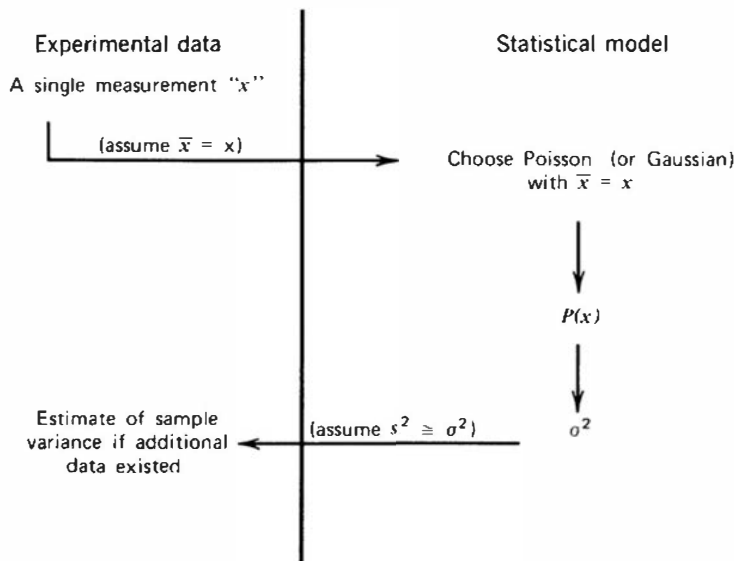 Experimental data
A single measurement “x”
(assume x̅ = x)
Statistical model
Choose Poisson (or Gaussian)
with x̅ = x
P(x)
σ²
(assume s² ≅ σ²)
Estimate of sample
variance if additional
data existed